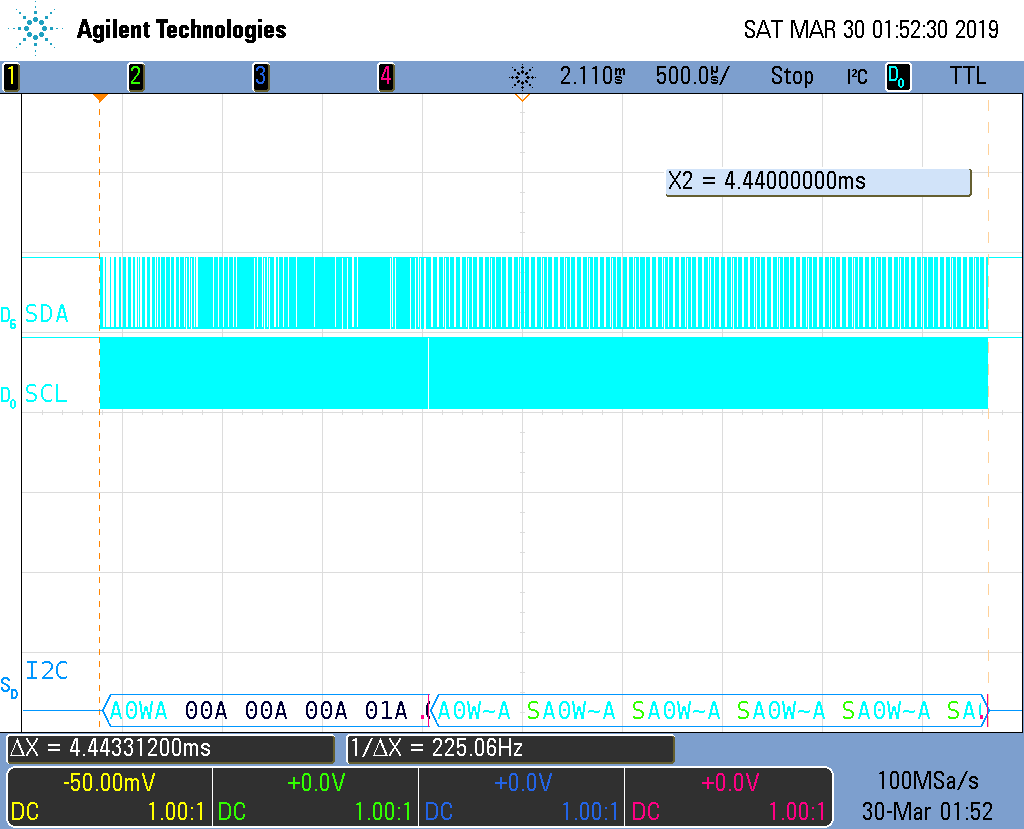 Agilent Technologies SAT MAR 30 01:52:30 2019
1 2 3 4 2.110ms 500.0us/ Stop I²C D0 TTL
X2 = 4.44000000ms
D6 SDA
D0 SCL
I2C
SD
A0WA 00A 00A 00A 01A A0W~A SA0W~A SA0W~A SA0W~A SA0W~A
ΔX = 4.44331200ms 1/ΔX = 225.06Hz
-50.00mV +0.0V +0.0V +0.0V 100MSa/s
DC 1.00:1 DC 1.00:1 DC 1.00:1 DC 1.00:1 30-Mar 01:52